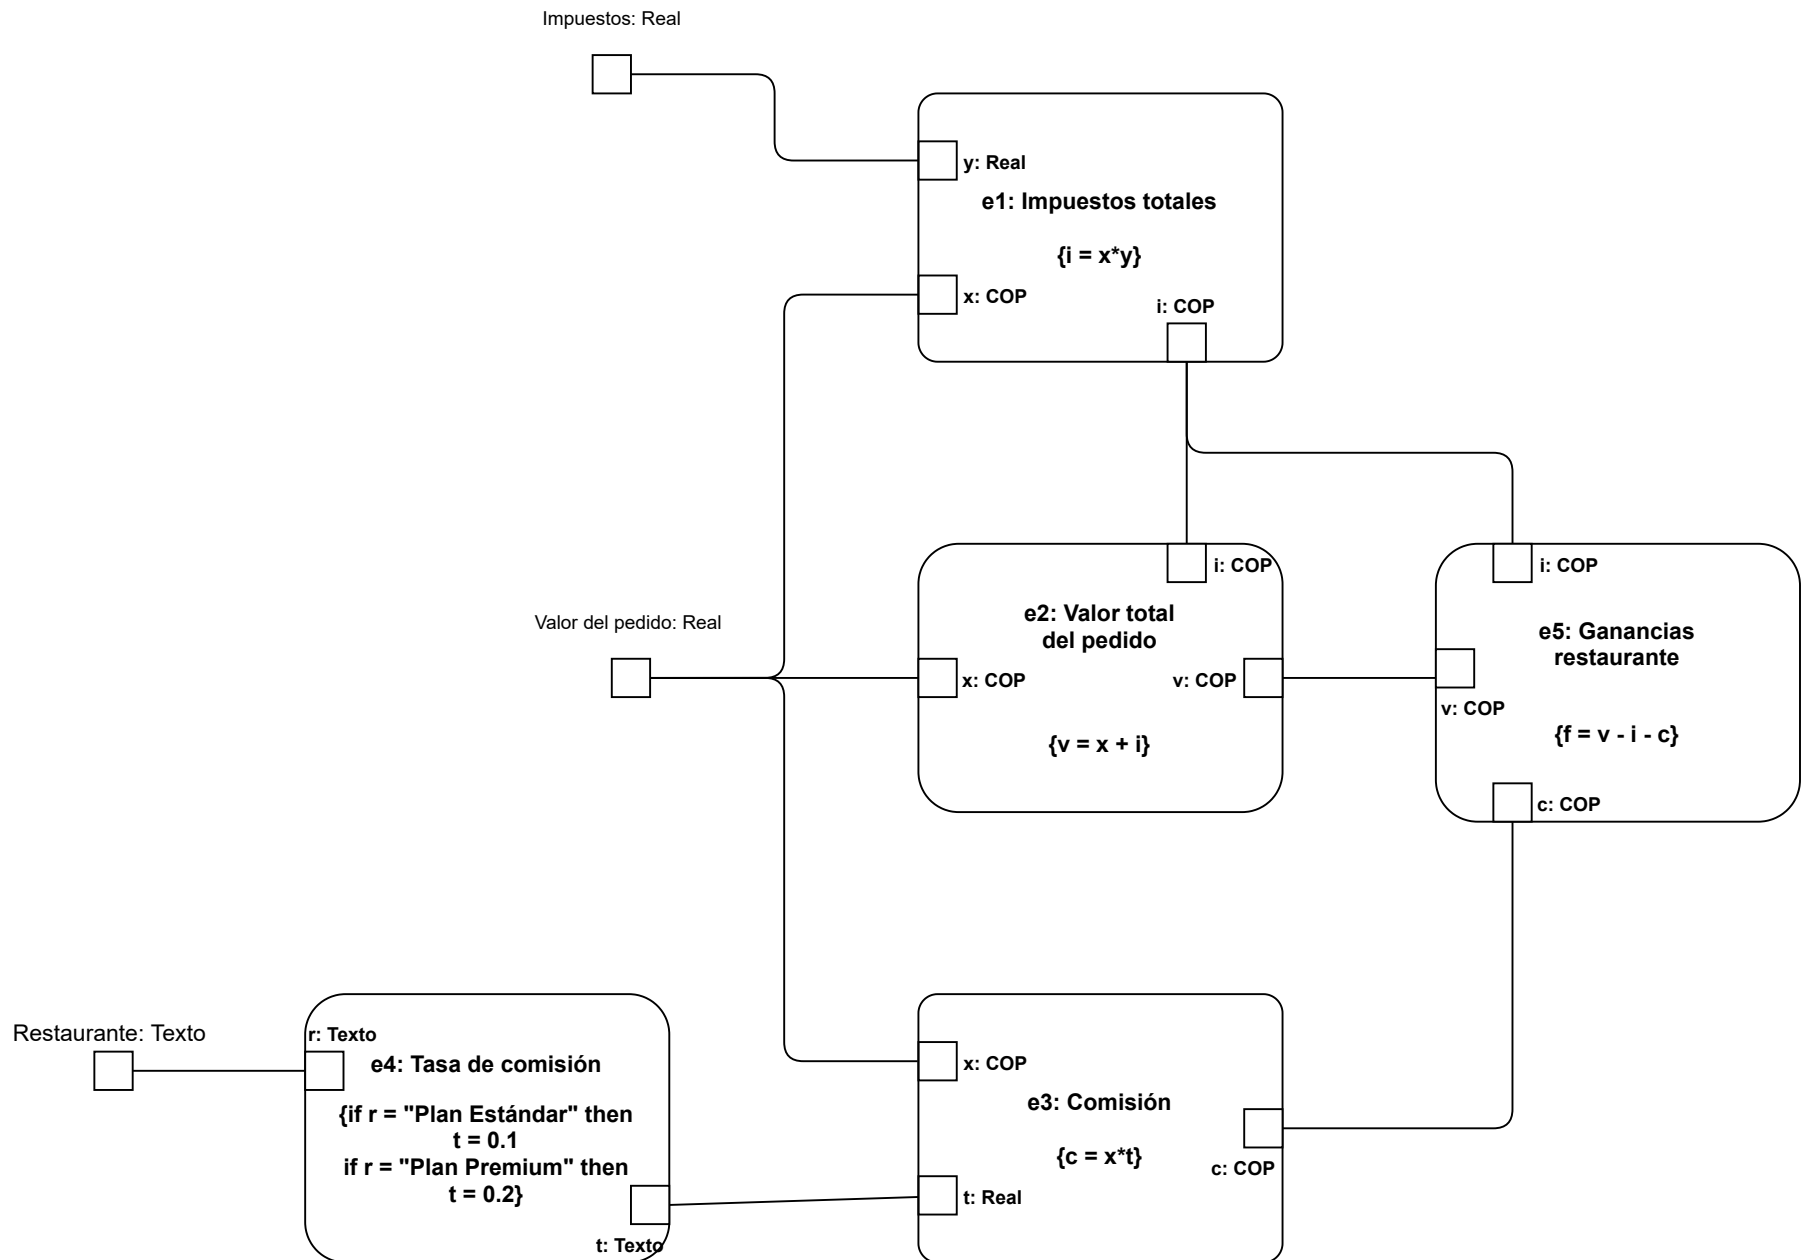 Impuestos: Real
y: Real
e1: Impuestos totales
{i = x*y}
x: COP
i: COP
i: COP
i: COP
Valor del pedido: Real
e2: Valor total
del pedido
x: COP
v: COP
{v = x + i}
e5: Ganancias
restaurante
v: COP
{f = v - i - c}
c: COP
Restaurante: Texto
r: Texto
e4: Tasa de comisión
{if r = "Plan Estándar" then
t = 0.1
if r = "Plan Premium" then
t = 0.2}
t: Texto
x: COP
e3: Comisión
{c = x*t}
c: COP
t: Real